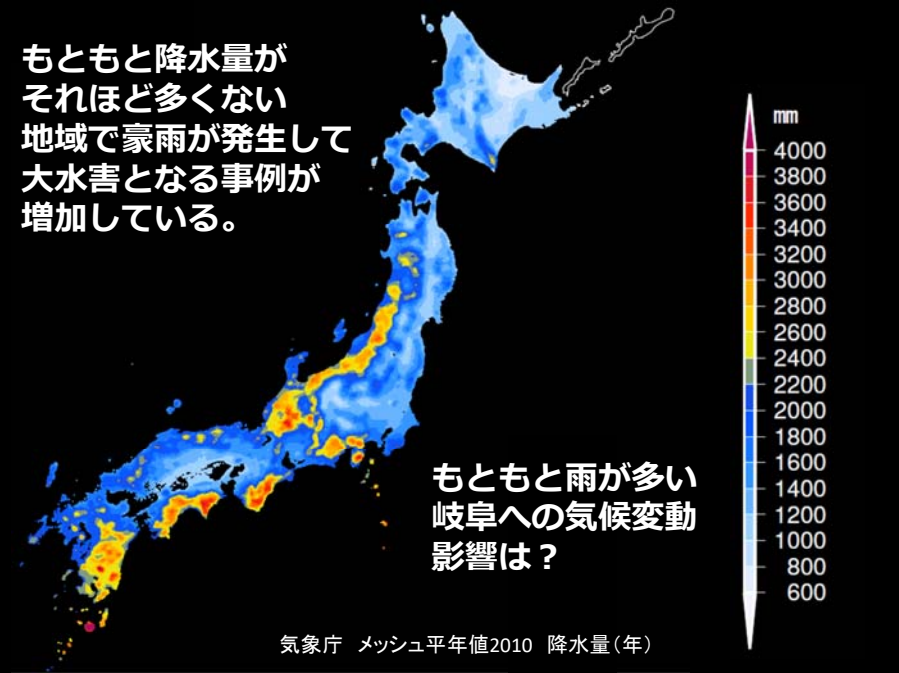 もともと降水量が
それほど多くない
地域で豪雨が発生して
大水害となる事例が
増加している。
mm
4000
3800
3600
3400
3200
3000
2800
2600
2400
2200
2000
1800
1600
1400
1200
1000
800
600
もともと雨が多い
岐阜への気候変動
影響は？
気象庁　メッシュ平年値2010　降水量（年）